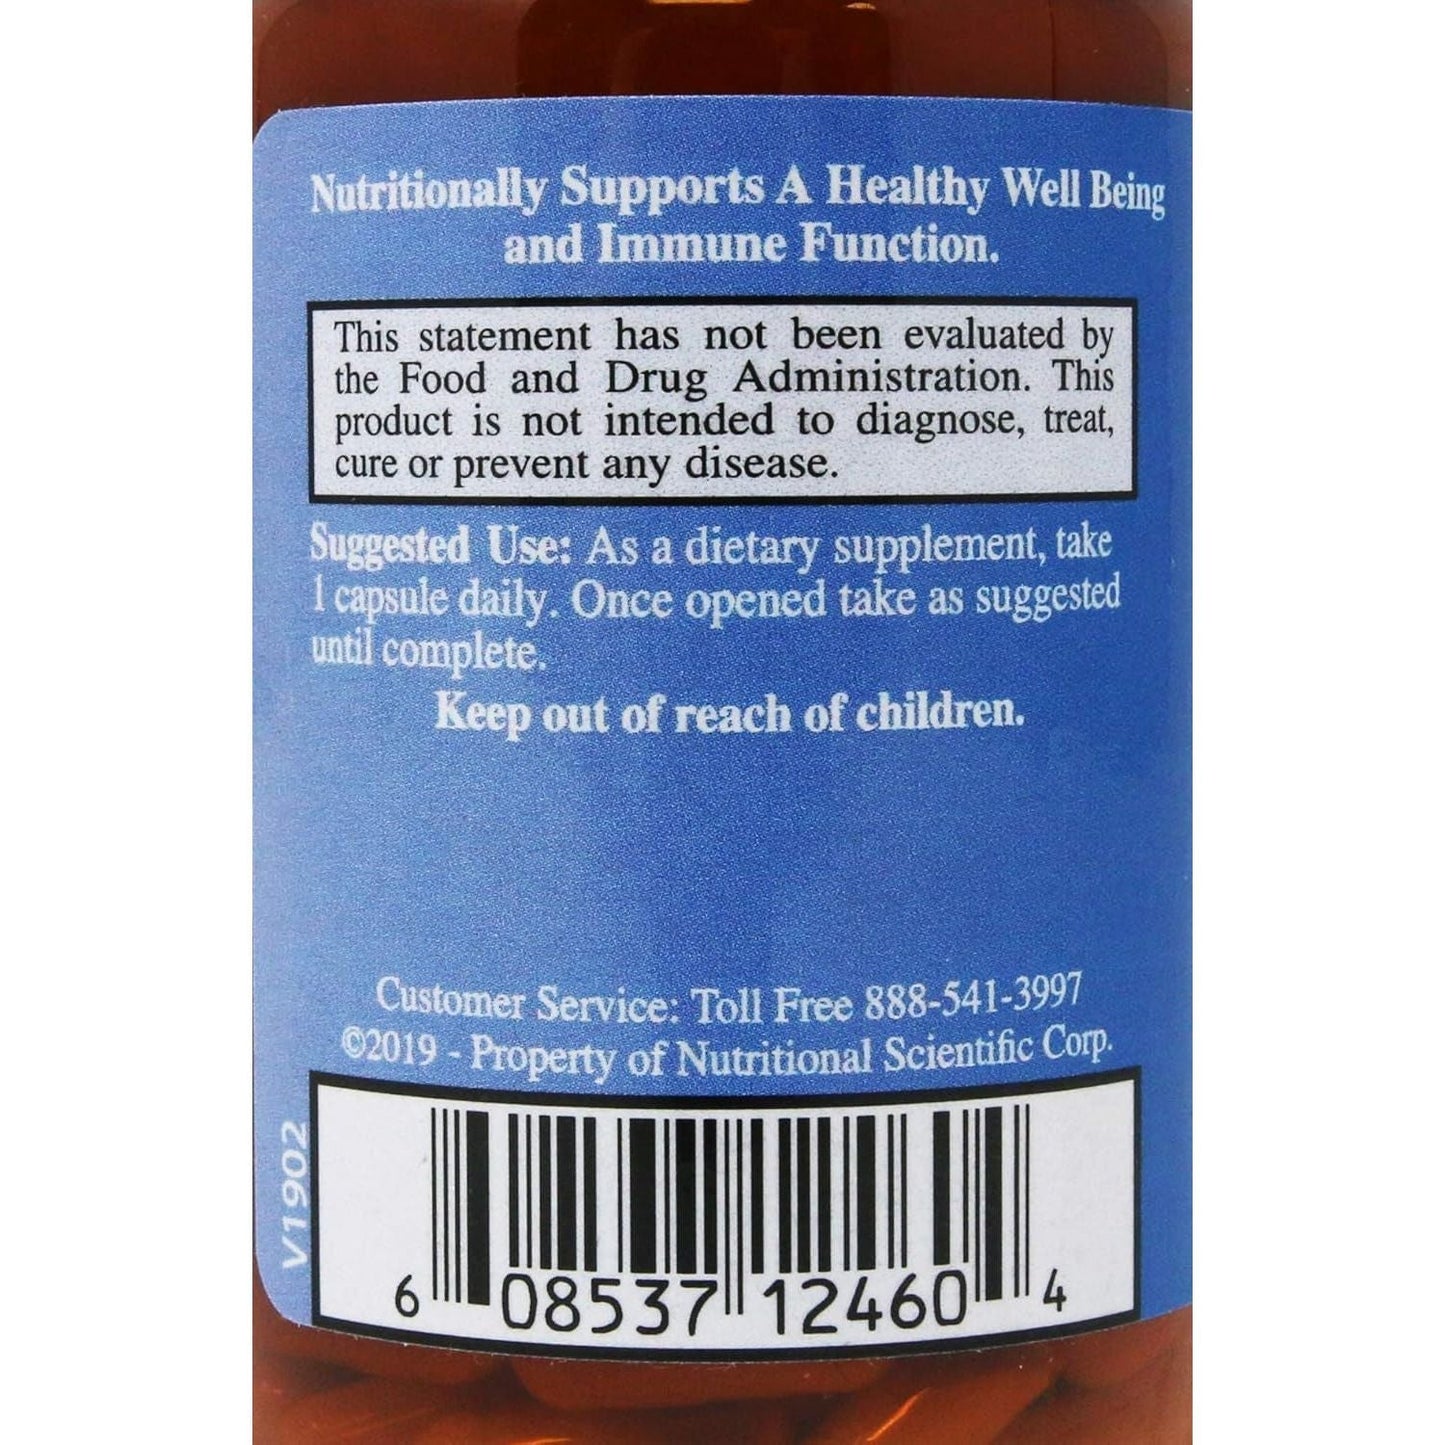 Nutritionally Supports A Healthy Well Being
and Immune Function.
This statement has not been evaluated by
the Food and Drug Administration. This
product is not intended to diagnose, treat,
cure or prevent any disease.
Suggested Use: As a dietary supplement, take
1 capsule daily. Once opened take as suggested
until complete.
Keep out of reach of children.
Customer Service: Toll Free 888-541-3997
©2019 - Property of Nutritional Scientific Corp.
V1902
6 08537 12460 4